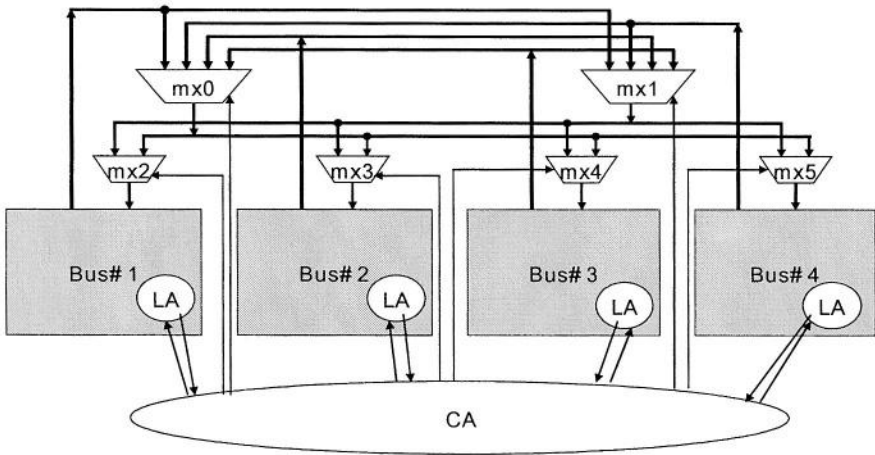 mx0 mx1
mx2 mx3 mx4 mx5
Bus# 1 Bus# 2 Bus# 3 Bus# 4
LA LA LA LA
CA